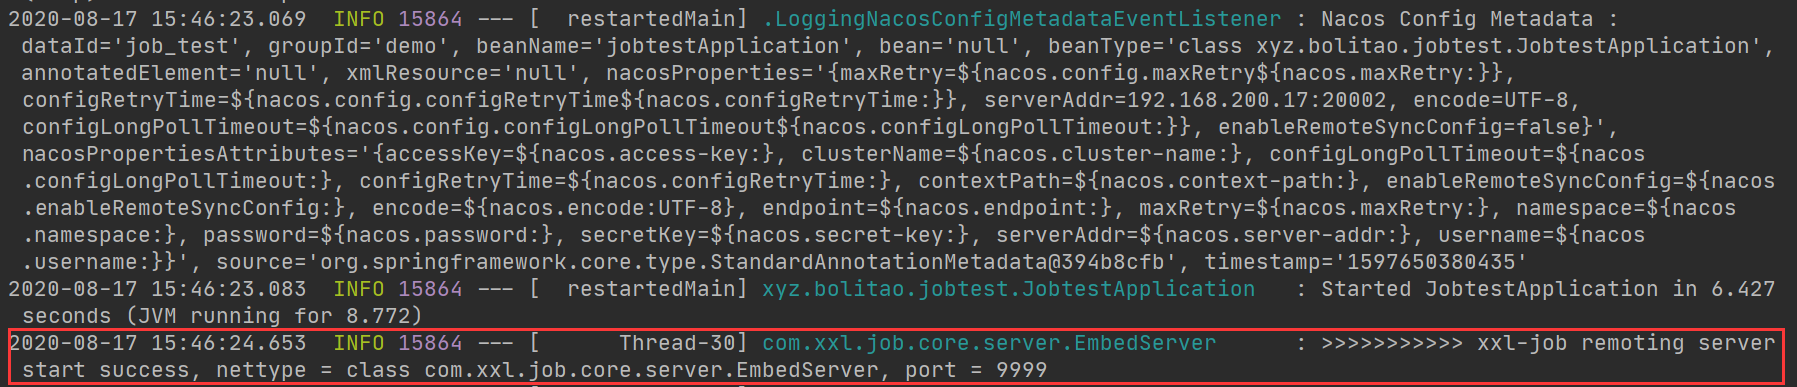 2020-08-17 15:46:23.069  INFO 15864 --- [  restartedMain] .LoggingNacosConfigMetadataEventListener : Nacos Config Metadata :
dataId='job_test', groupId='demo', beanName='jobtestApplication', bean='null', beanType='class xyz.bolitao.jobtest.JobtestApplication',
annotatedElement='null', xmlResource='null', nacosProperties='{maxRetry=${nacos.config.maxRetry${nacos.maxRetry:}},
configRetryTime=${nacos.config.configRetryTime${nacos.configRetryTime:}}, serverAddr=192.168.200.17:20002, encode=UTF-8,
configLongPollTimeout=${nacos.config.configLongPollTimeout${nacos.configLongPollTimeout:}}, enableRemoteSyncConfig=false}',
nacosPropertiesAttributes='{accessKey=${nacos.access-key:}, clusterName=${nacos.cluster-name:}, configLongPollTimeout=${nacos
.configLongPollTimeout:}, configRetryTime=${nacos.configRetryTime:}, contextPath=${nacos.context-path:}, enableRemoteSyncConfig=${nacos
.enableRemoteSyncConfig:}, encode=${nacos.encode:UTF-8}, endpoint=${nacos.endpoint:}, maxRetry=${nacos.maxRetry:}, namespace=${nacos
.namespace:}, password=${nacos.password:}, secretKey=${nacos.secret-key:}, serverAddr=${nacos.server-addr:}, username=${nacos
.username:}}', source='org.springframework.core.type.StandardAnnotationMetadata@394b8cfb', timestamp='1597650380435'
2020-08-17 15:46:23.083  INFO 15864 --- [  restartedMain] xyz.bolitao.jobtest.JobtestApplication   : Started JobtestApplication in 6.427
seconds (JVM running for 8.772)
2020-08-17 15:46:24.653  INFO 15864 --- [      Thread-30] com.xxl.job.core.server.EmbedServer      : >>>>>>>>>>> xxl-job remoting server
start success, nettype = class com.xxl.job.core.server.EmbedServer, port = 9999